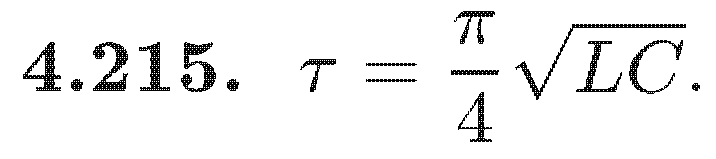 4.215. τ = π/4 √LC.